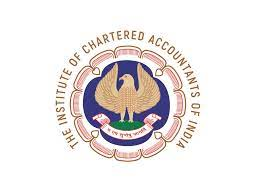 THE INSTITUTE OF CHARTERED ACCOUNTANTS OF INDIA